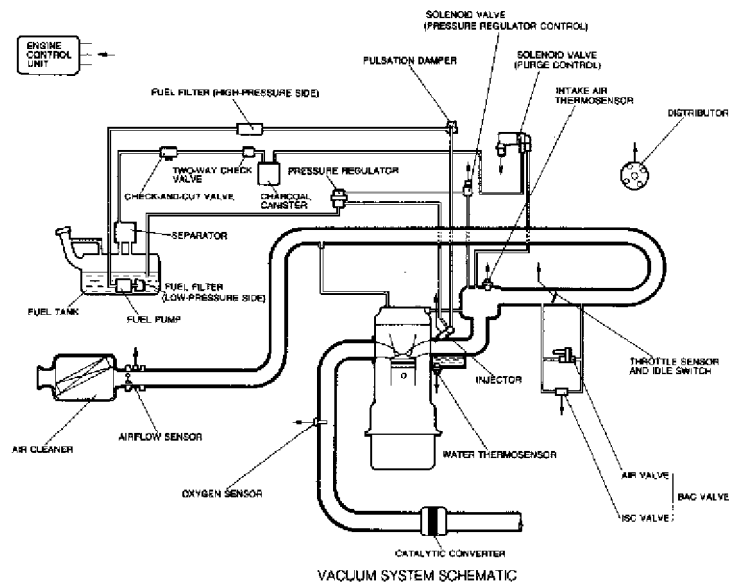 SOLENOID VALVE
(PRESSURE REGULATOR CONTROL)
ENGINE
CONTROL
UNIT
PULSATION DAMPER
SOLENOID VALVE
(PURGE CONTROL)
INTAKE AIR
THERMOSENSOR
FUEL FILTER (HIGH-PRESSURE SIDE)
DISTRIBUTOR
TWO-WAY CHECK
VALVE
PRESSURE REGULATOR
CHECK-AND-CUT VALVE
CHARCOAL
CANISTER
SEPARATOR
FUEL FILTER
(LOW-PRESSURE SIDE)
FUEL TANK
FUEL PUMP
THROTTLE SENSOR
AND IDLE SWITCH
INJECTOR
AIRFLOW SENSOR
AIR CLEANER
WATER THERMOSENSOR
AIR VALVE
BAC VALVE
OXYGEN SENSOR
ISC VALVE
CATALYTIC CONVERTER
VACUUM SYSTEM SCHEMATIC